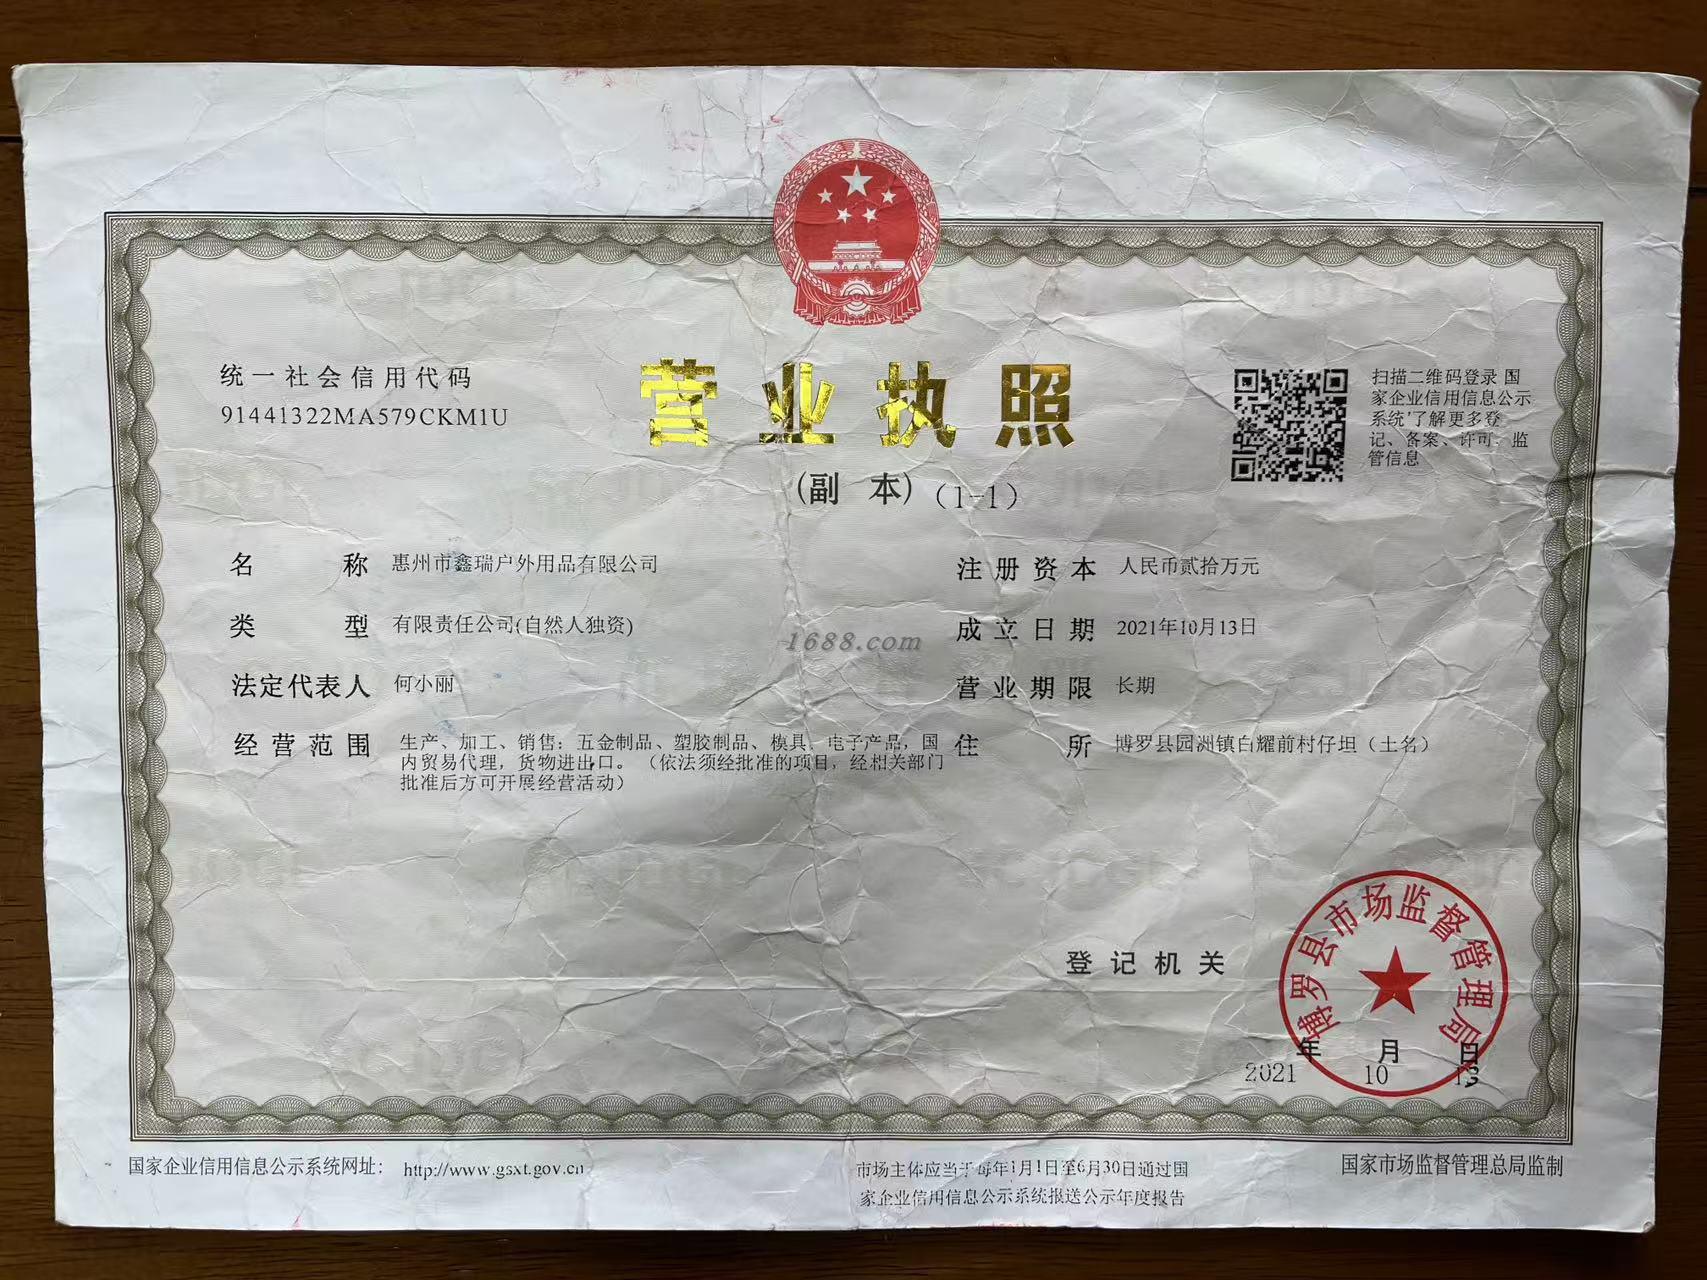 统一社会信用代码
91441322MA579CKM1U
营业执照
(副 本)（1-1）
扫描二维码登录国
家企业信用信息公示
系统'了解更多登
记、备案、许可、监
管信息
名称 惠州市鑫瑞户外用品有限公司
类型 有限责任公司(自然人独资)
法定代表人 何小丽
经营范围 生产、加工、销售：五金制品、塑胶制品、模具、电子产品，国
内贸易代理，货物进出口。（依法须经批准的项目，经相关部门
批准后方可开展经营活动）
注册资本 人民币贰拾万元
成立日期 2021年10月13日
营业期限 长期
住所 博罗县园洲镇白耀前村仔坦（土名）
1688.com
登记机关
博罗县市场监督管理局
年 月 日
2021 10 13
国家企业信用信息公示系统网址： http://www.gsxt.gov.cn
市场主体应当于每年1月1日至6月30日通过国
家企业信用信息公示系统报送公示年度报告
国家市场监督管理总局监制